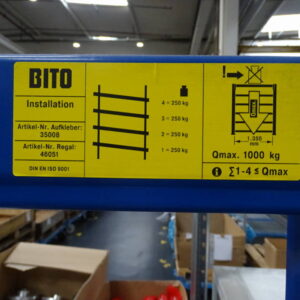 BITO
Installation
Artikel-Nr. Aufkleber:
35008
Artikel-Nr. Regal:
46051
DIN EN ISO 9001
4 = 250 kg
3 = 250 kg
2 = 250 kg
1 = 250 kg
!
1.350
mm
Qmax. 1000 kg
∑1-4 ≤ Qmax